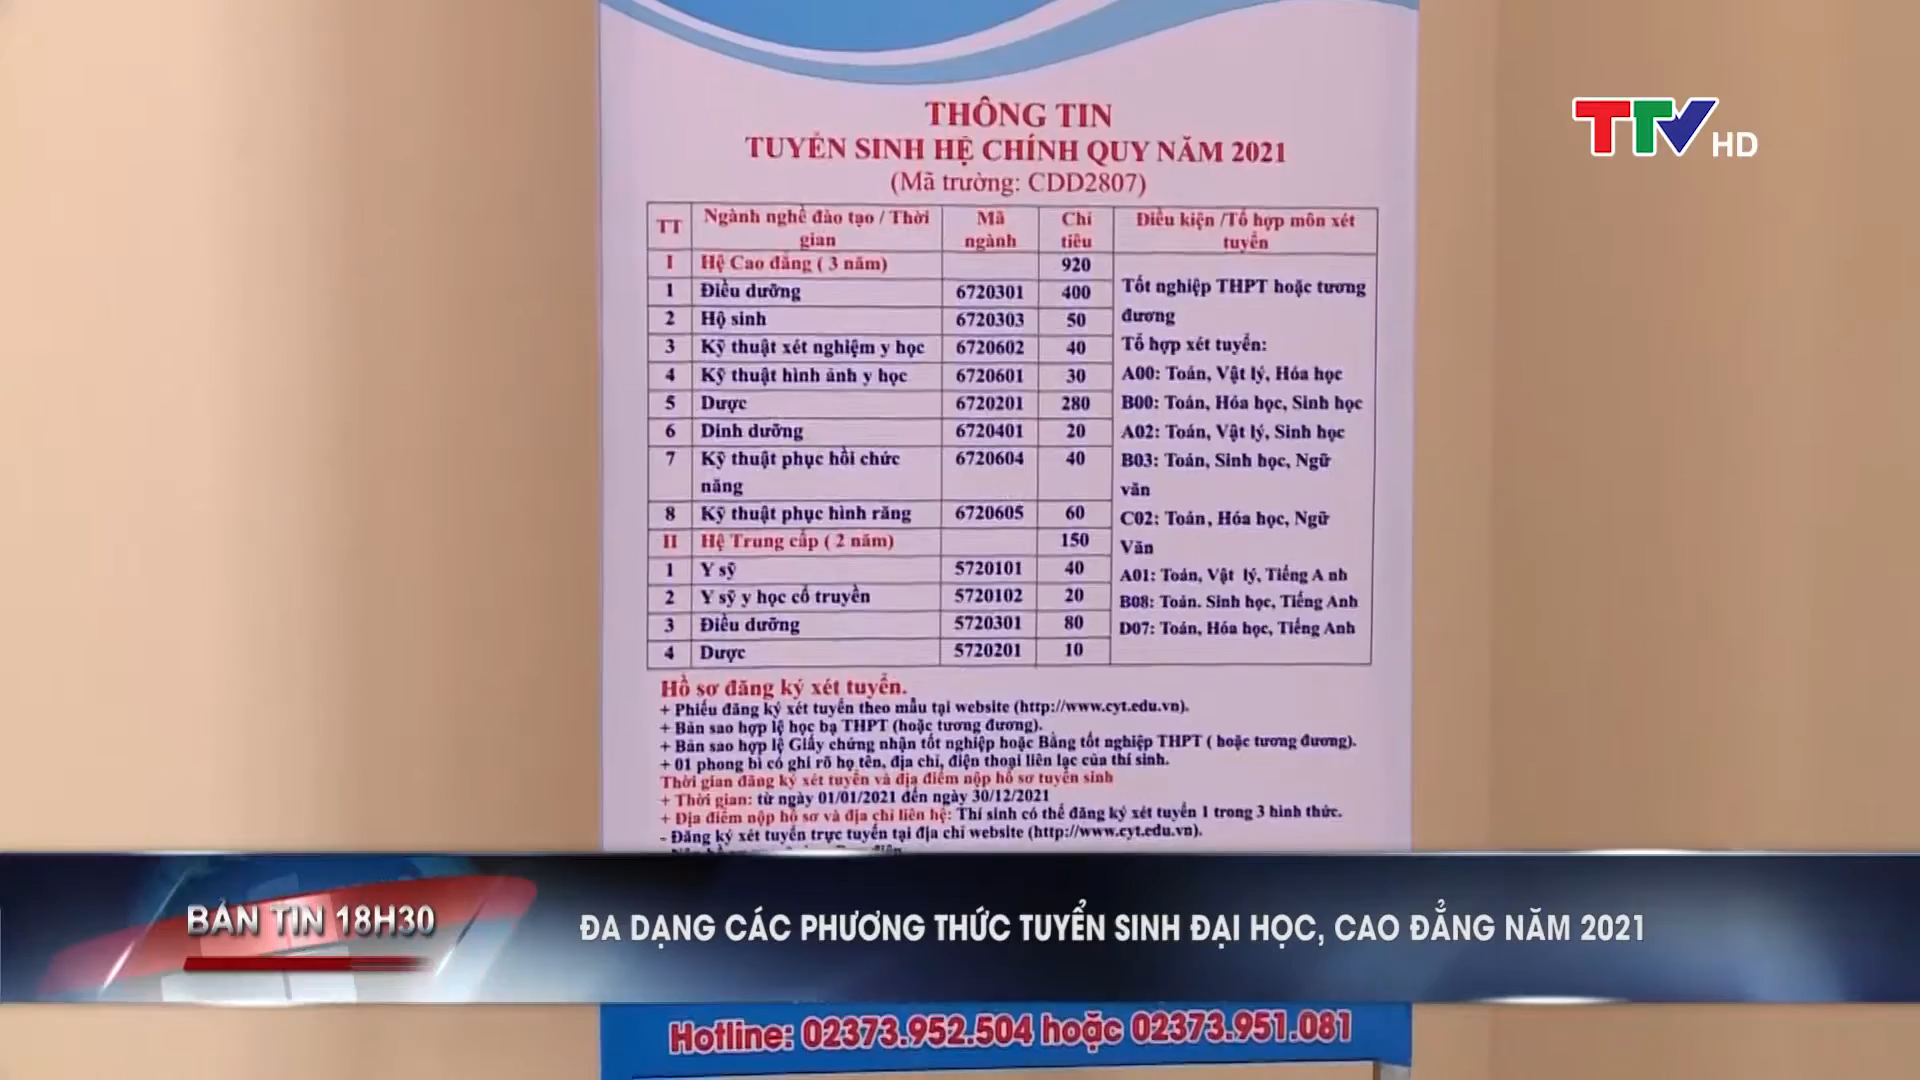 THÔNG TIN
TUYỂN SINH HỆ CHÍNH QUY NĂM 2021
(Mã trường: CDD2807)
TTV HD
TT Ngành nghề đào tạo / Thời gian Mã ngành Chỉ tiêu Điều kiện /Tổ hợp môn xét tuyển
I Hệ Cao đẳng ( 3 năm) 920
1 Điều dưỡng 6720301 400
2 Hộ sinh 6720303 50
3 Kỹ thuật xét nghiệm y học 6720602 40
4 Kỹ thuật hình ảnh y học 6720601 30
5 Dược 6720201 280
6 Dinh dưỡng 6720401 20
7 Kỹ thuật phục hồi chức năng 6720604 40
8 Kỹ thuật phục hình răng 6720605 60
II Hệ Trung cấp ( 2 năm) 150
1 Y sỹ 5720101 40
2 Y sỹ y học cổ truyền 5720102 20
3 Điều dưỡng 5720301 80
4 Dược 5720201 10
Tốt nghiệp THPT hoặc tương
đương
Tổ hợp xét tuyển:
A00: Toán, Vật lý, Hóa học
B00: Toán, Hóa học, Sinh học
A02: Toán, Vật lý, Sinh học
B03: Toán, Sinh học, Ngữ
văn
C02: Toán, Hóa học, Ngữ
Văn
A01: Toán, Vật lý, Tiếng A nh
B08: Toán. Sinh học, Tiếng Anh
D07: Toán, Hóa học, Tiếng Anh
Hồ sơ đăng ký xét tuyển.
+ Phiếu đăng ký xét tuyển theo mẫu tại website (http://www.cyt.edu.vn).
+ Bản sao hợp lệ học bạ THPT (hoặc tương đương).
+ Bản sao hợp lệ Giấy chứng nhận tốt nghiệp hoặc Bằng tốt nghiệp THPT ( hoặc tương đương).
+ 01 phong bì có ghi rõ họ tên, địa chỉ, điện thoại liên lạc của thí sinh.
Thời gian đăng ký xét tuyển và địa điểm nộp hồ sơ tuyển sinh
+ Thời gian: từ ngày 01/01/2021 đến ngày 30/12/2021
+ Địa điểm nộp hồ sơ và địa chỉ liên hệ: Thí sinh có thể đăng ký xét tuyển 1 trong 3 hình thức.
- Đăng ký xét tuyển trực tuyến tại địa chỉ website (http://www.cyt.edu.vn).
BẢN TIN 18H30
ĐA DẠNG CÁC PHƯƠNG THỨC TUYỂN SINH ĐẠI HỌC, CAO ĐẲNG NĂM 2021
Hotline: 02373.952.504 hoặc 02373.951.081